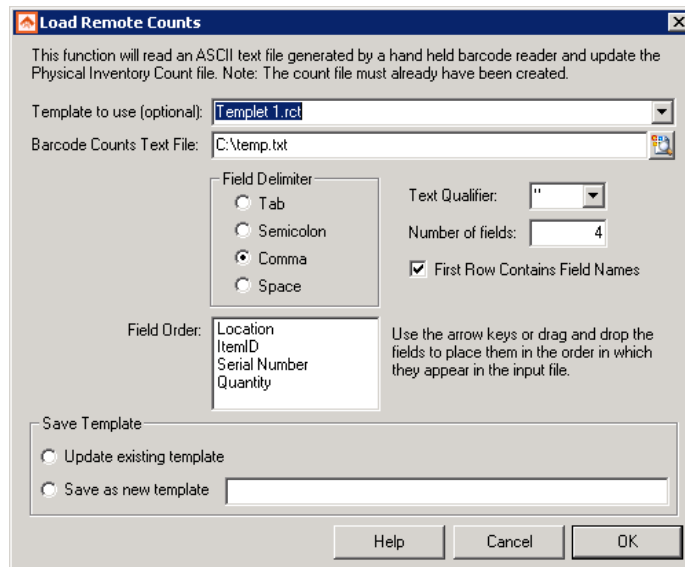 Load Remote Counts
This function will read an ASCII text file generated by a hand held barcode reader and update the
Physical Inventory Count file. Note: The count file must already have been created.
Template to use (optional): Templet 1.rct
Barcode Counts Text File: C:\temp.txt
Field Delimiter
Tab
Semicolon
Comma
Space
Text Qualifier: "
Number of fields: 4
First Row Contains Field Names
Field Order:
Location
ItemID
Serial Number
Quantity
Use the arrow keys or drag and drop the
fields to place them in the order in which
they appear in the input file.
Save Template
Update existing template
Save as new template
Help Cancel OK